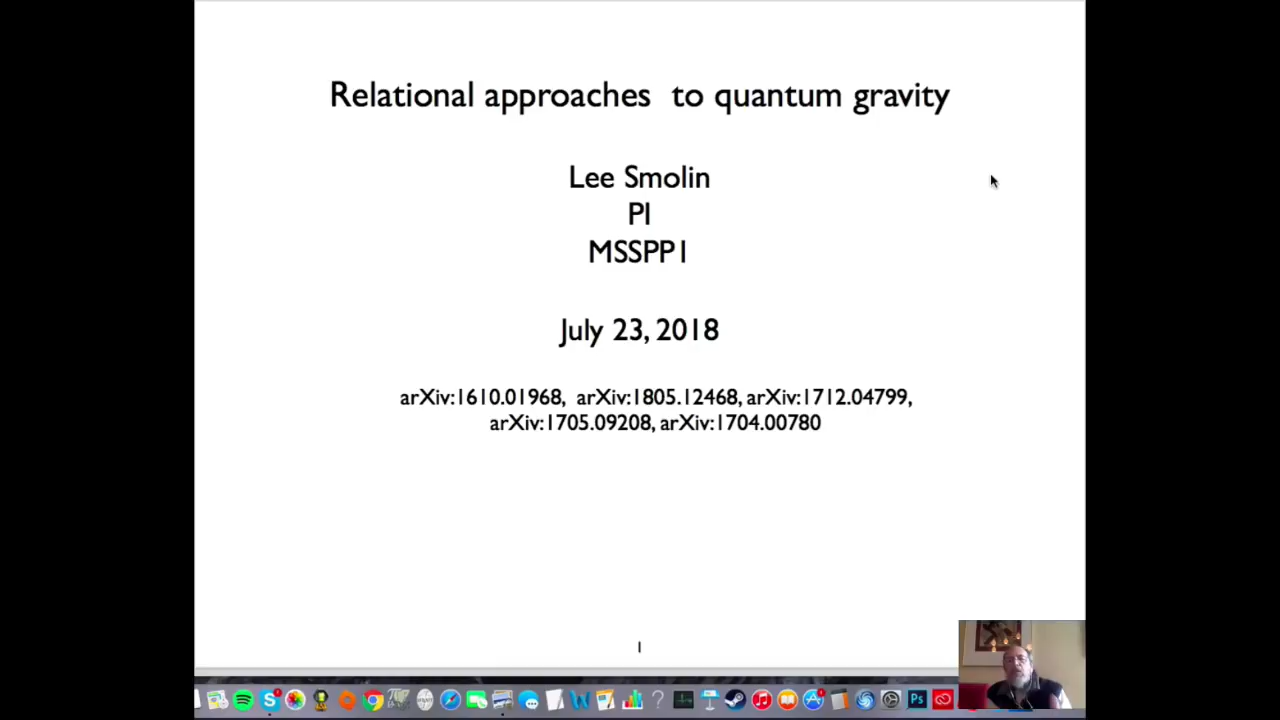 Relational approaches to quantum gravity
Lee Smolin
PI
MSSPP1
July 23, 2018
arXiv:1610.01968, arXiv:1805.12468, arXiv:1712.04799,
arXiv:1705.09208, arXiv:1704.00780
1
Ps